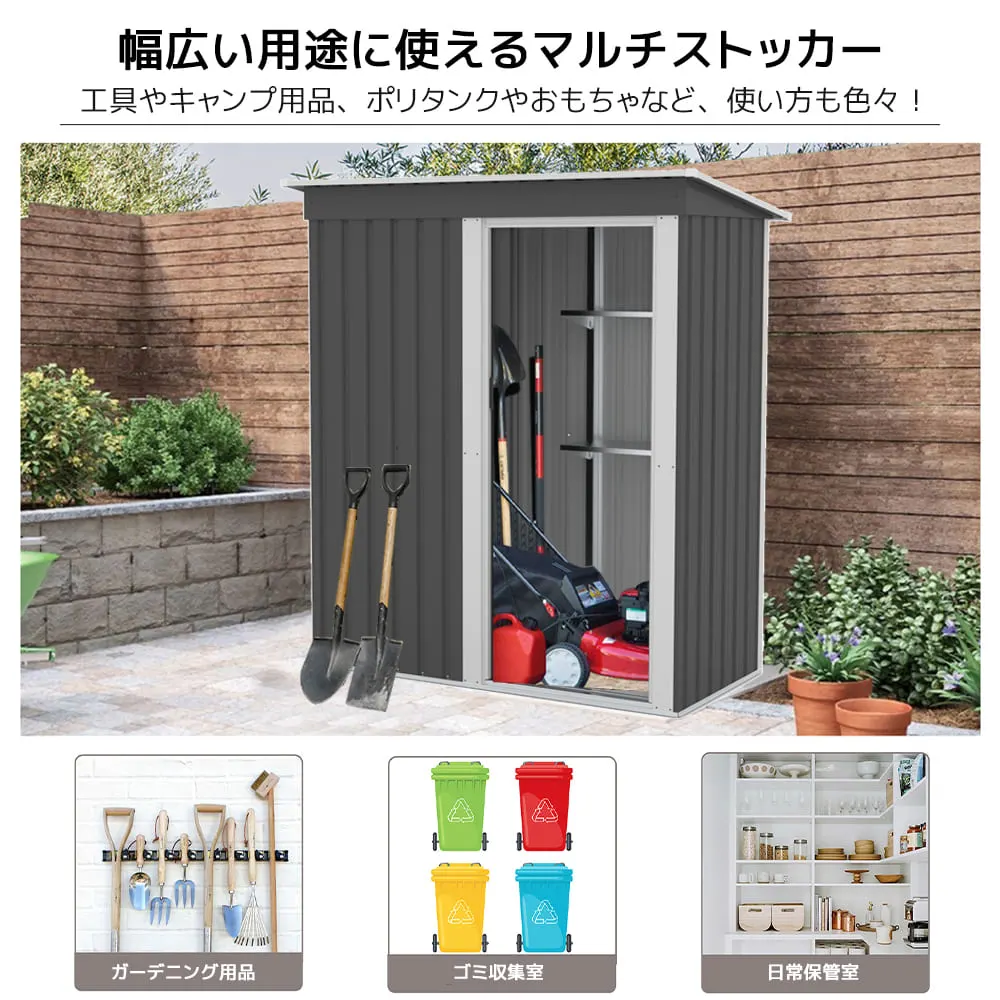 幅広い用途に使えるマルチストッカー
工具やキャンプ用品、ポリタンクやおもちゃなど、使い方も色々！
ガーデニング用品
ゴミ収集室
日常保管室